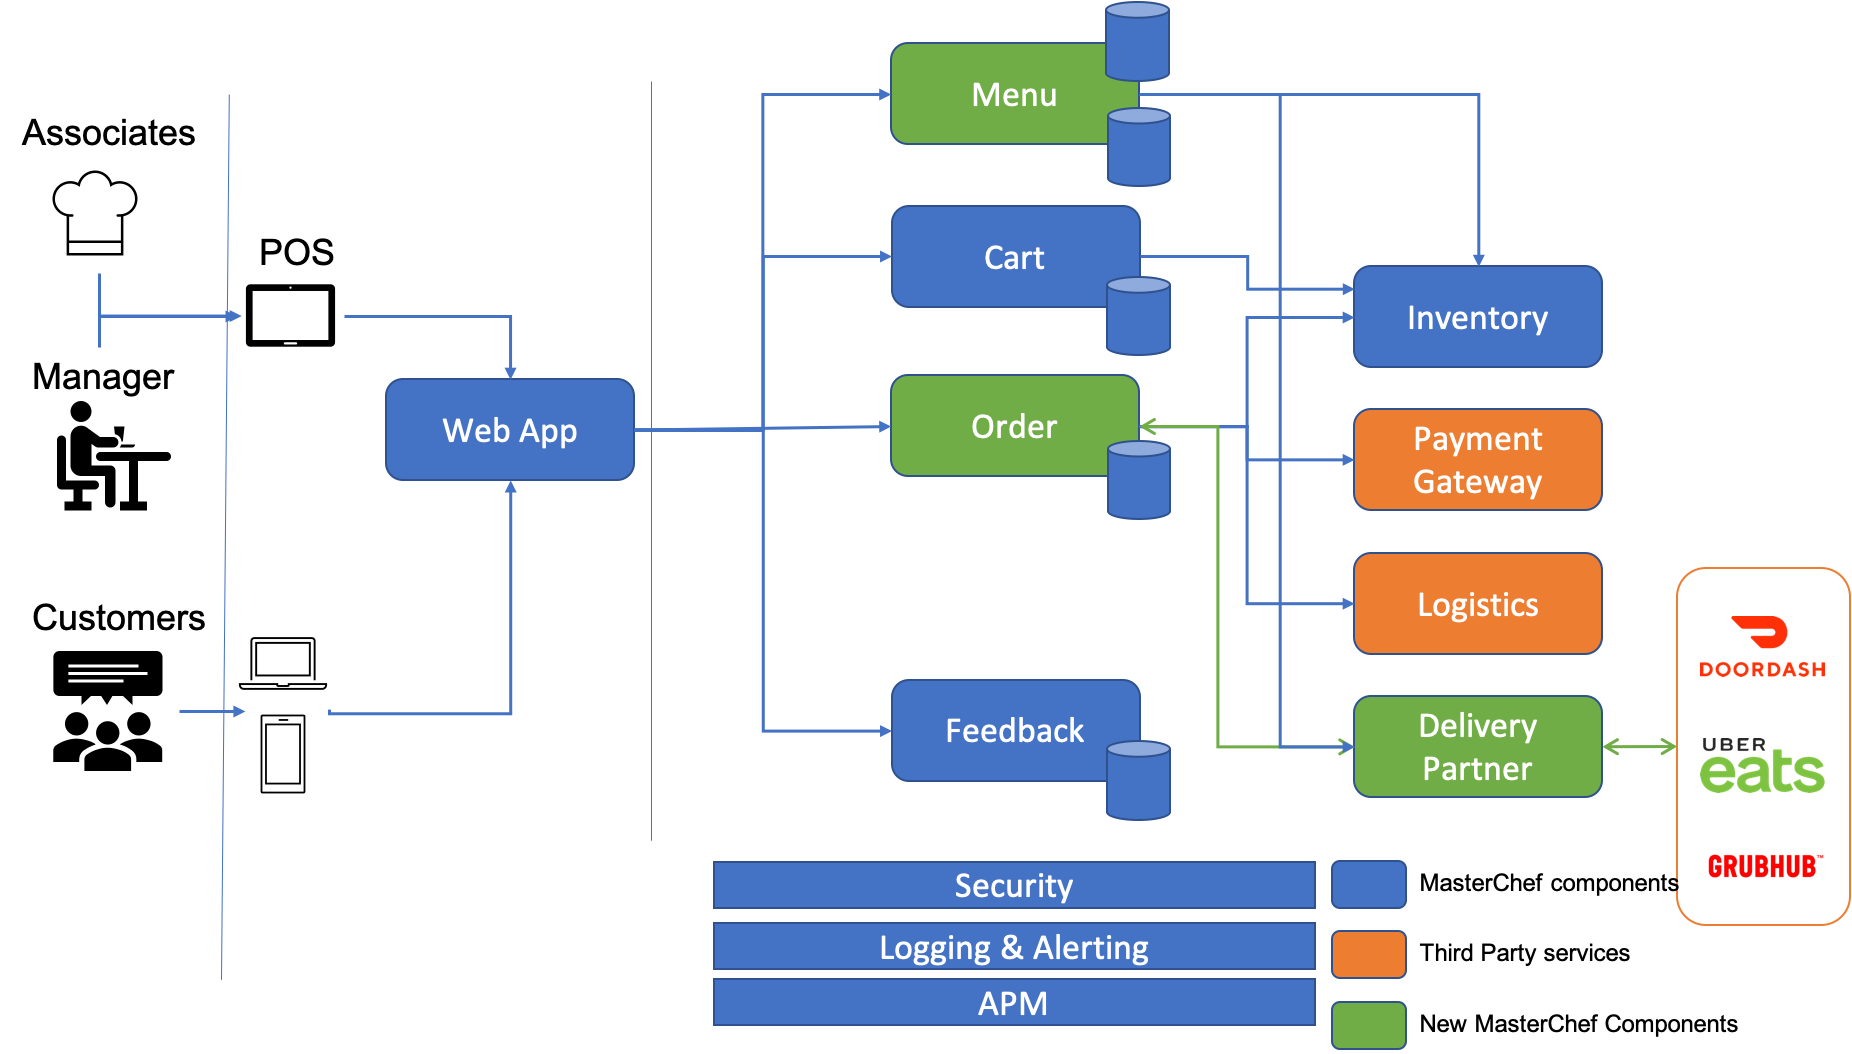 Associates
POS
Manager
Customers
Web App
Menu
Cart
Order
Feedback
Inventory
Payment
Gateway
Logistics
Delivery
Partner
DOORDASH
UBER
eats
GRUBHUB™
Security
Logging & Alerting
APM
MasterChef components
Third Party services
New MasterChef Components